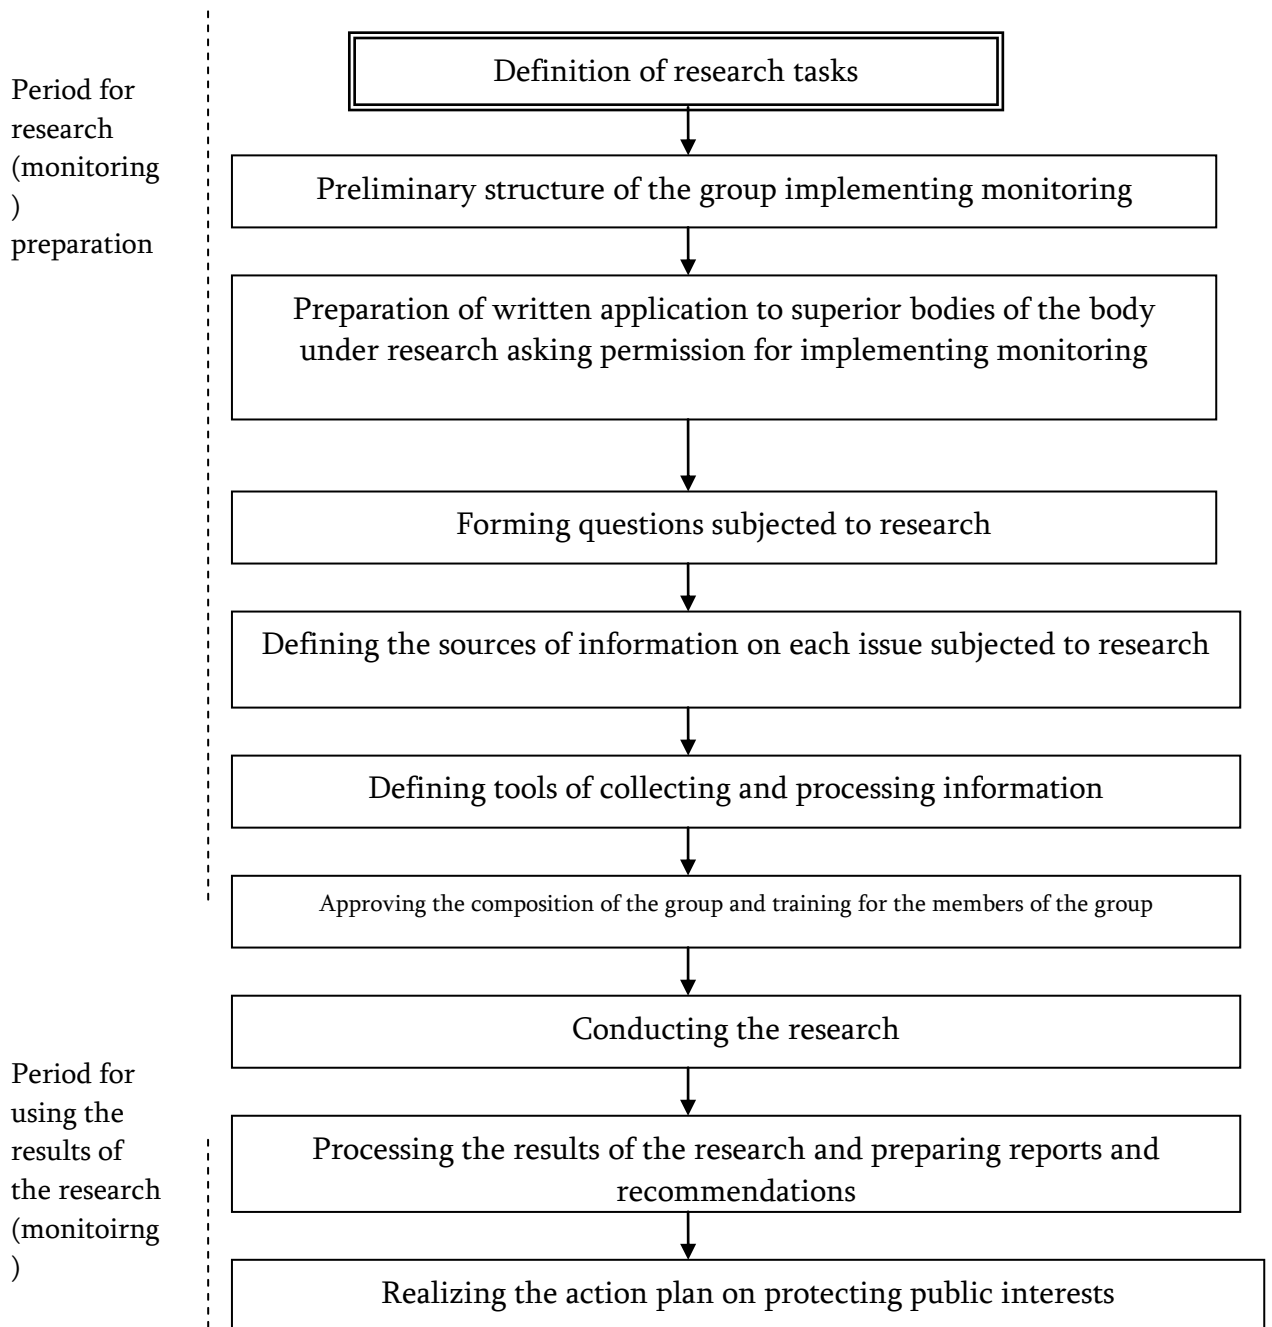 Period for
research
(monitoring
)
preparation
Definition of research tasks
Preliminary structure of the group implementing monitoring
Preparation of written application to superior bodies of the body
under research asking permission for implementing monitoring
Forming questions subjected to research
Defining the sources of information on each issue subjected to research
Defining tools of collecting and processing information
Approving the composition of the group and training for the members of the group
Conducting the research
Period for
using the
results of
the research
(monitoirng
)
Processing the results of the research and preparing reports and
recommendations
Realizing the action plan on protecting public interests